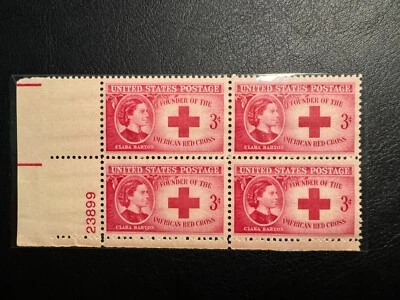 UNITED STATES POSTAGE
FOUNDER OF THE
3¢
AMERICAN RED CROSS
CLARA BARTON
UNITED STATES POSTAGE
FOUNDER OF THE
3¢
AMERICAN RED CROSS
CLARA BARTON
UNITED STATES POSTAGE
FOUNDER OF THE
3¢
AMERICAN RED CROSS
CLARA BARTON
UNITED STATES POSTAGE
FOUNDER OF THE
3¢
AMERICAN RED CROSS
CLARA BARTON
23899